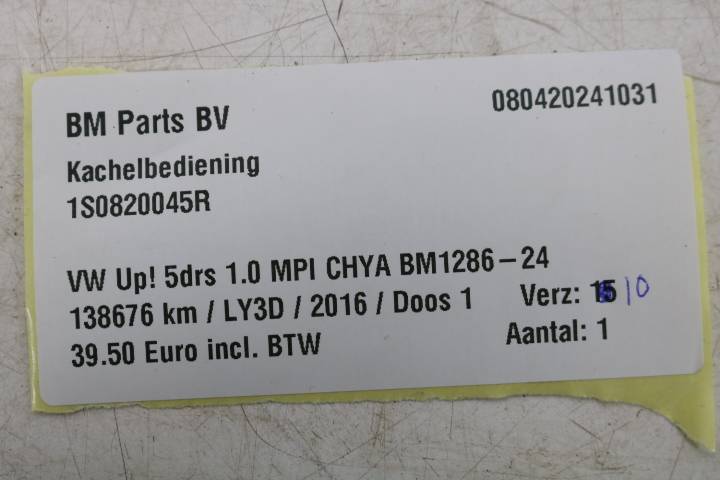 BM Parts BV 080420241031
Kachelbediening
1S0820045R
VW Up! 5drs 1.0 MPI CHYA BM1286-24
138676 km / LY3D / 2016 / Doos 1 Verz: 15 10
39.50 Euro incl. BTW Aantal: 1